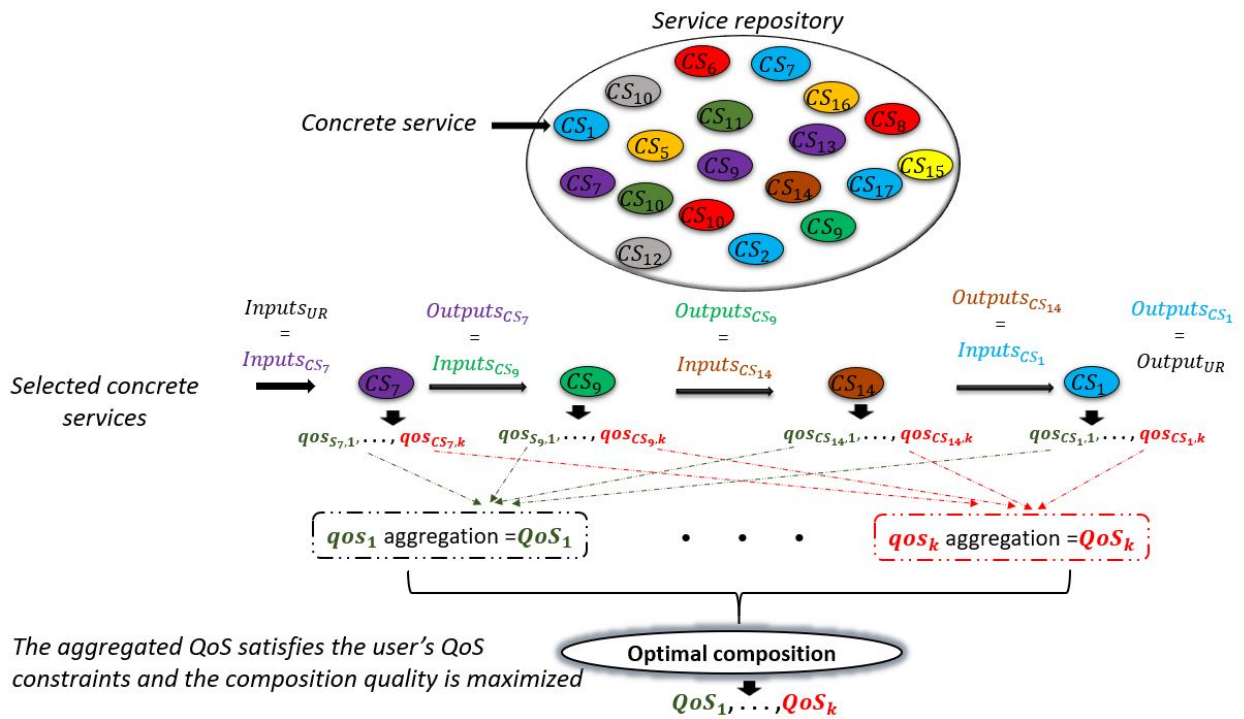 Service repository
CS₆
CS₇
CS₁₀
CS₁₆
CS₁₁
CS₈
Concrete service
CS₁
CS₅
CS₁₃
CS₉
CS₁₅
CS₇
CS₁₄
CS₁₇
CS₁₀
CS₁₀
CS₉
CS₁₂
CS₂
Inputs_UR
=
Inputs_CS₇
Outputs_CS₇
=
Inputs_CS₉
Outputs_CS₉
=
Inputs_CS₁₄
Outputs_CS₁₄
=
Inputs_CS₁
Outputs_CS₁
=
Output_UR
Selected concrete
services
CS₇
CS₉
CS₁₄
CS₁
qos_S₇,₁, . . . , qos_CS₇,k
qos_S₉,₁, . . . , qos_CS₉,k
qos_CS₁₄,₁, . . . , qos_CS₁₄,k
qos_CS₁,₁, . . . , qos_CS₁,k
qos₁ aggregation =QoS₁
• • •
qos_k aggregation =QoS_k
The aggregated QoS satisfies the user's QoS
constraints and the composition quality is maximized
Optimal composition
QoS₁, . . . , QoS_k